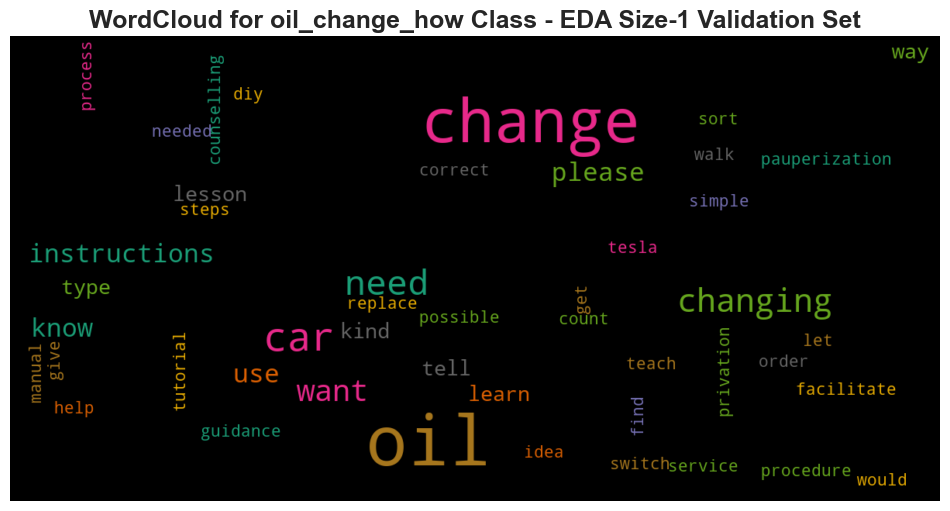 WordCloud for oil_change_how Class - EDA Size-1 Validation Set
process
counselling
diy
way
change
sort
needed
walk
pauperization
correct
please
lesson
steps
simple
instructions
tesla
type
need
replace
get
changing
know
car
kind
possible
count
manual
give
tutorial
use
want
tell
learn
teach
privation
let
order
facilitate
help
guidance
oil
find
idea
switch
service
procedure
would